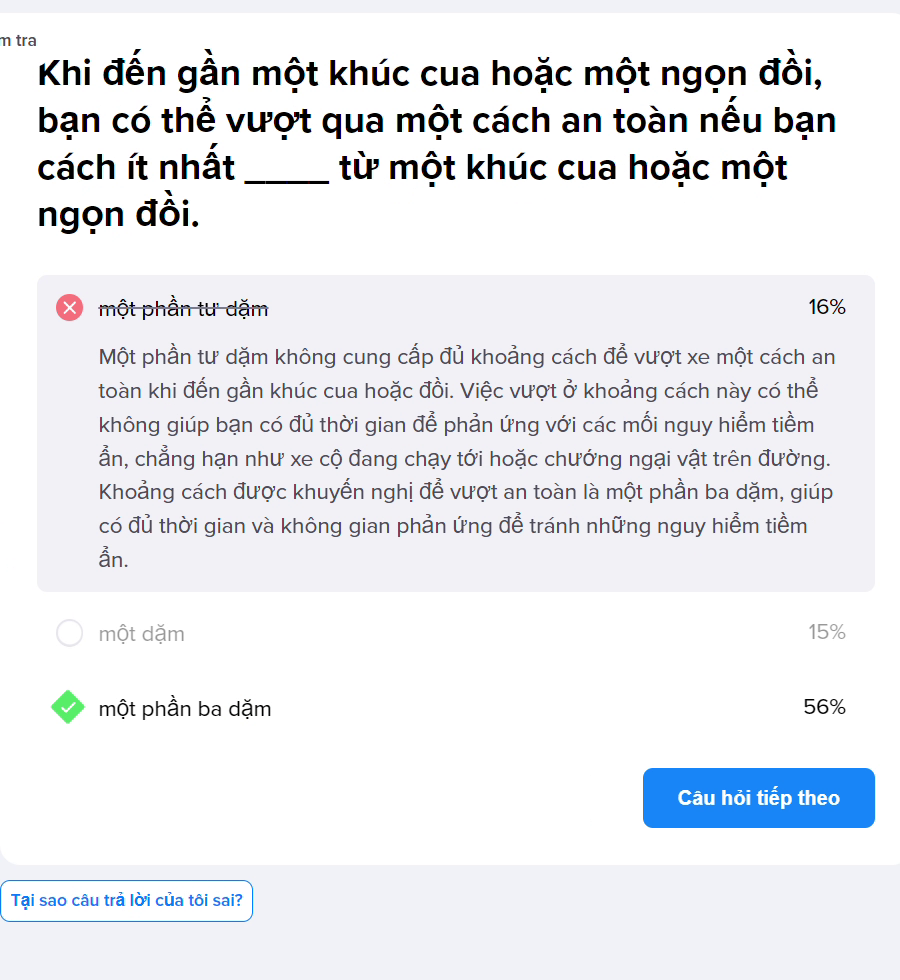 m tra
Khi đến gần một khúc cua hoặc một ngọn đồi,
bạn có thể vượt qua một cách an toàn nếu bạn
cách ít nhất ____ từ một khúc cua hoặc một
ngọn đồi.
một phần tư dặm 16%
Một phần tư dặm không cung cấp đủ khoảng cách để vượt xe một cách an
toàn khi đến gần khúc cua hoặc đồi. Việc vượt ở khoảng cách này có thể
không giúp bạn có đủ thời gian để phản ứng với các mối nguy hiểm tiềm
ẩn, chẳng hạn như xe cộ đang chạy tới hoặc chướng ngại vật trên đường.
Khoảng cách được khuyến nghị để vượt an toàn là một phần ba dặm, giúp
có đủ thời gian và không gian phản ứng để tránh những nguy hiểm tiềm
ẩn.
một dặm 15%
một phần ba dặm 56%
Câu hỏi tiếp theo
Tại sao câu trả lời của tôi sai?